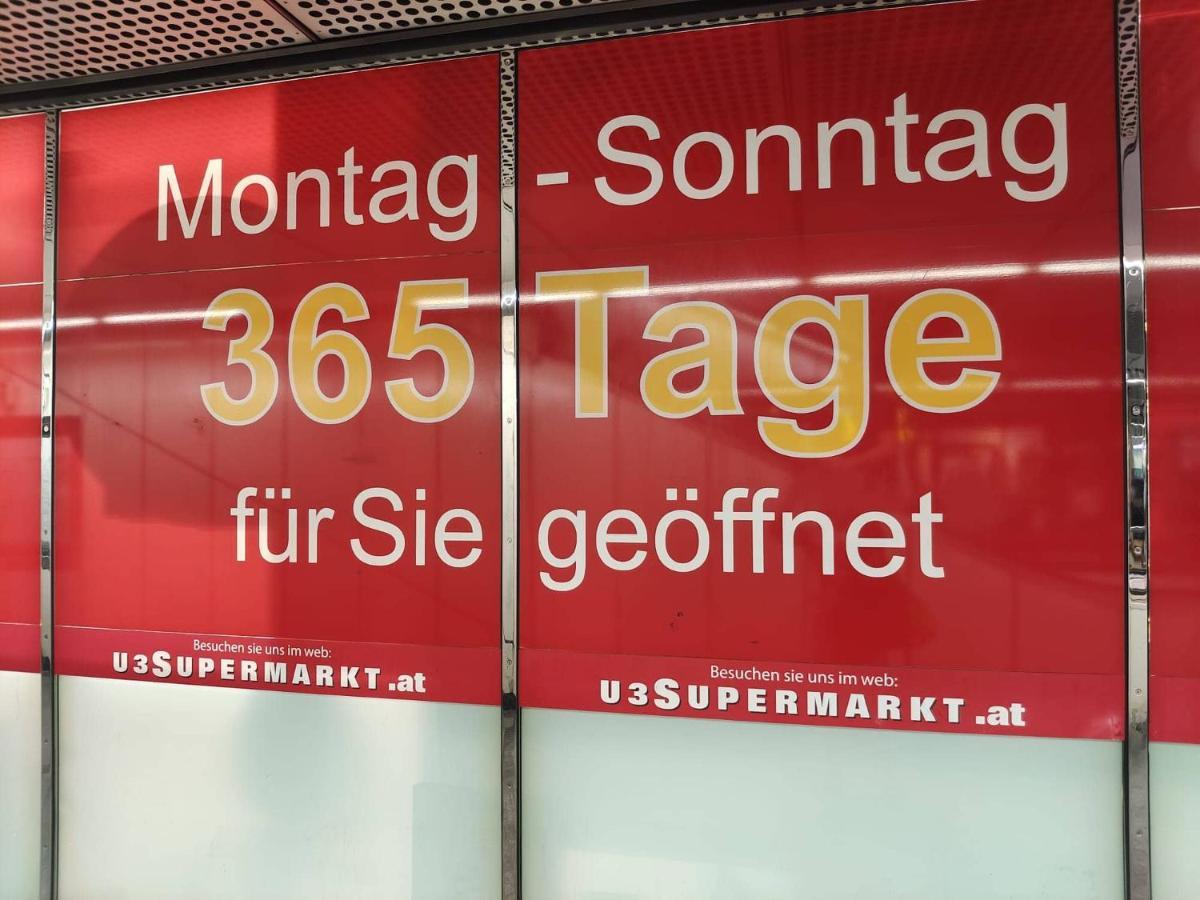 Montag - Sonntag
365 Tage
für Sie geöffnet
Besuchen sie uns im web:
U3SUPERMARKT.at
Besuchen sie uns im web:
U3SUPERMARKT.at